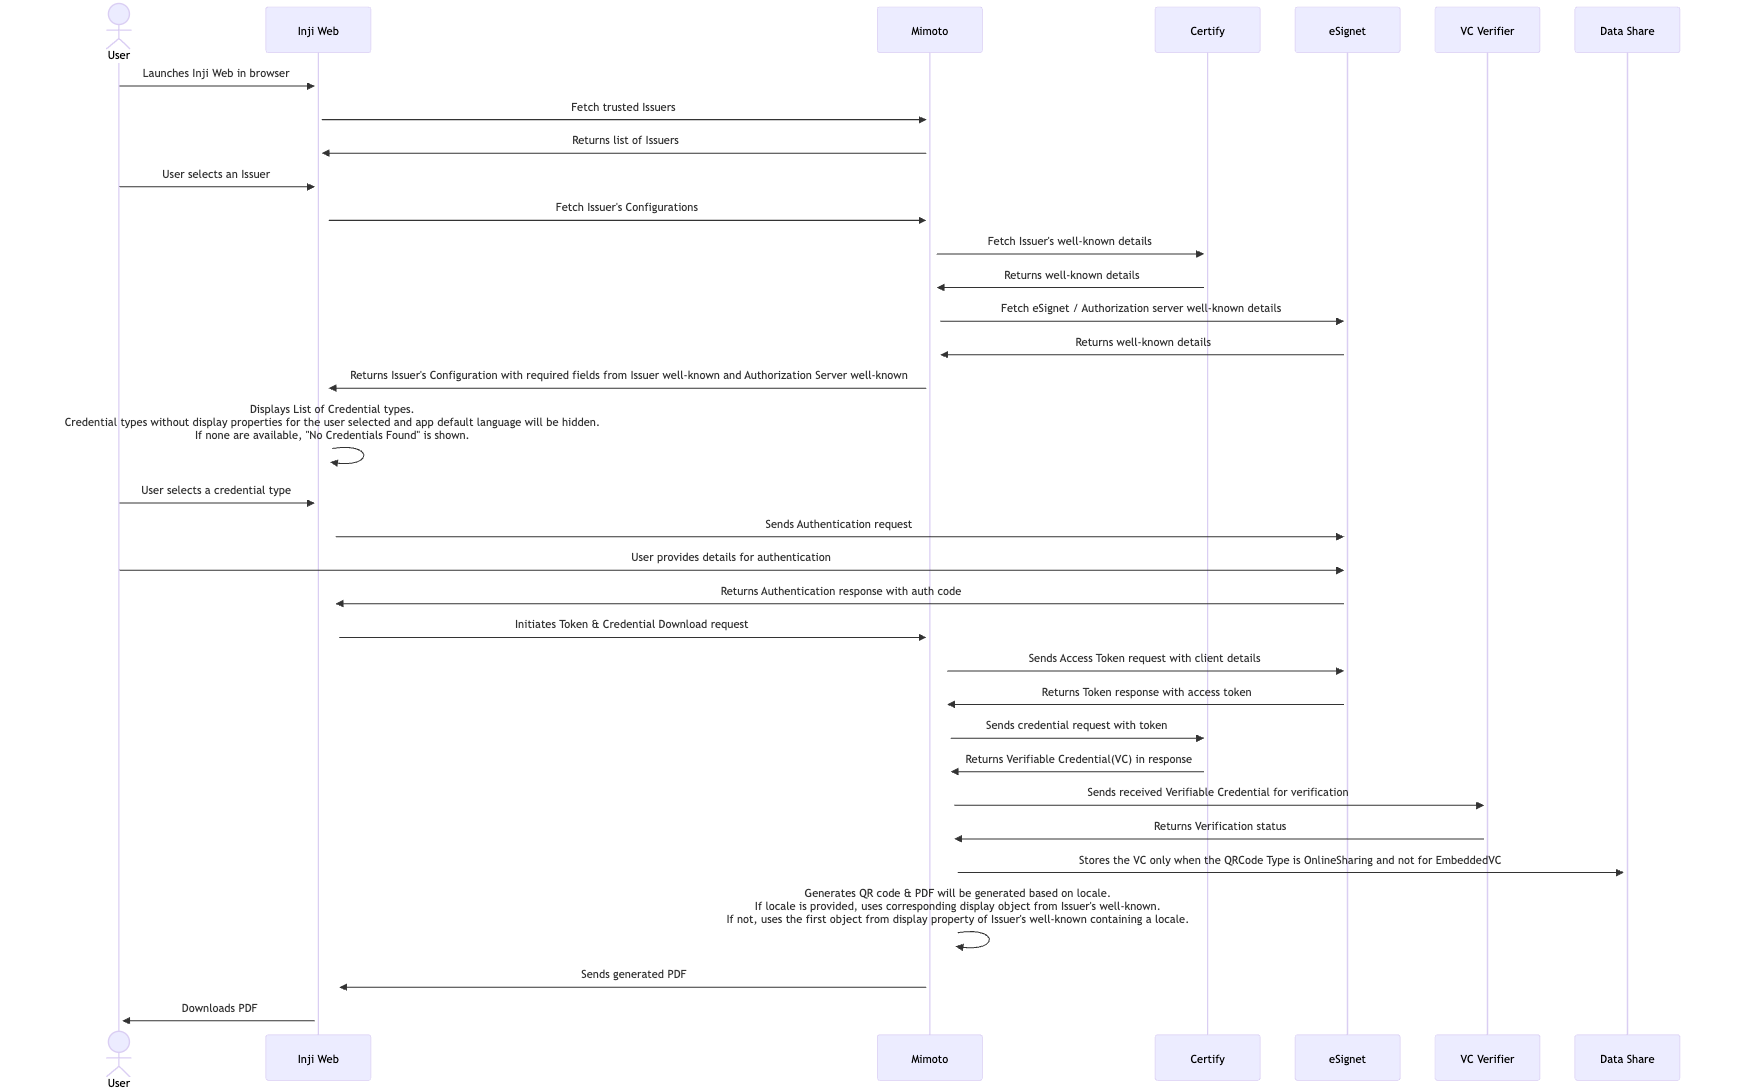 Inji Web
Mimoto
Certify
eSignet
VC Verifier
Data Share
User
Launches Inji Web in browser
Fetch trusted Issuers
Returns list of Issuers
User selects an Issuer
Fetch Issuer's Configurations
Fetch Issuer's well-known details
Returns well-known details
Fetch eSignet / Authorization server well-known details
Returns well-known details
Returns Issuer's Configuration with required fields from Issuer well-known and Authorization Server well-known
Displays List of Credential types.
Credential types without display properties for the user selected and app default language will be hidden.
If none are available, "No Credentials Found" is shown.
User selects a credential type
Sends Authentication request
User provides details for authentication
Returns Authentication response with auth code
Initiates Token & Credential Download request
Sends Access Token request with client details
Returns Token response with access token
Sends credential request with token
Returns Verifiable Credential(VC) in response
Sends received Verifiable Credential for verification
Returns Verification status
Stores the VC only when the QRCode Type is OnlineSharing and not for EmbeddedVC
Generates QR code & PDF will be generated based on locale.
If locale is provided, uses corresponding display object from Issuer's well-known.
If not, uses the first object from display property of Issuer's well-known containing a locale.
Sends generated PDF
Downloads PDF
Inji Web
Mimoto
Certify
eSignet
VC Verifier
Data Share
User